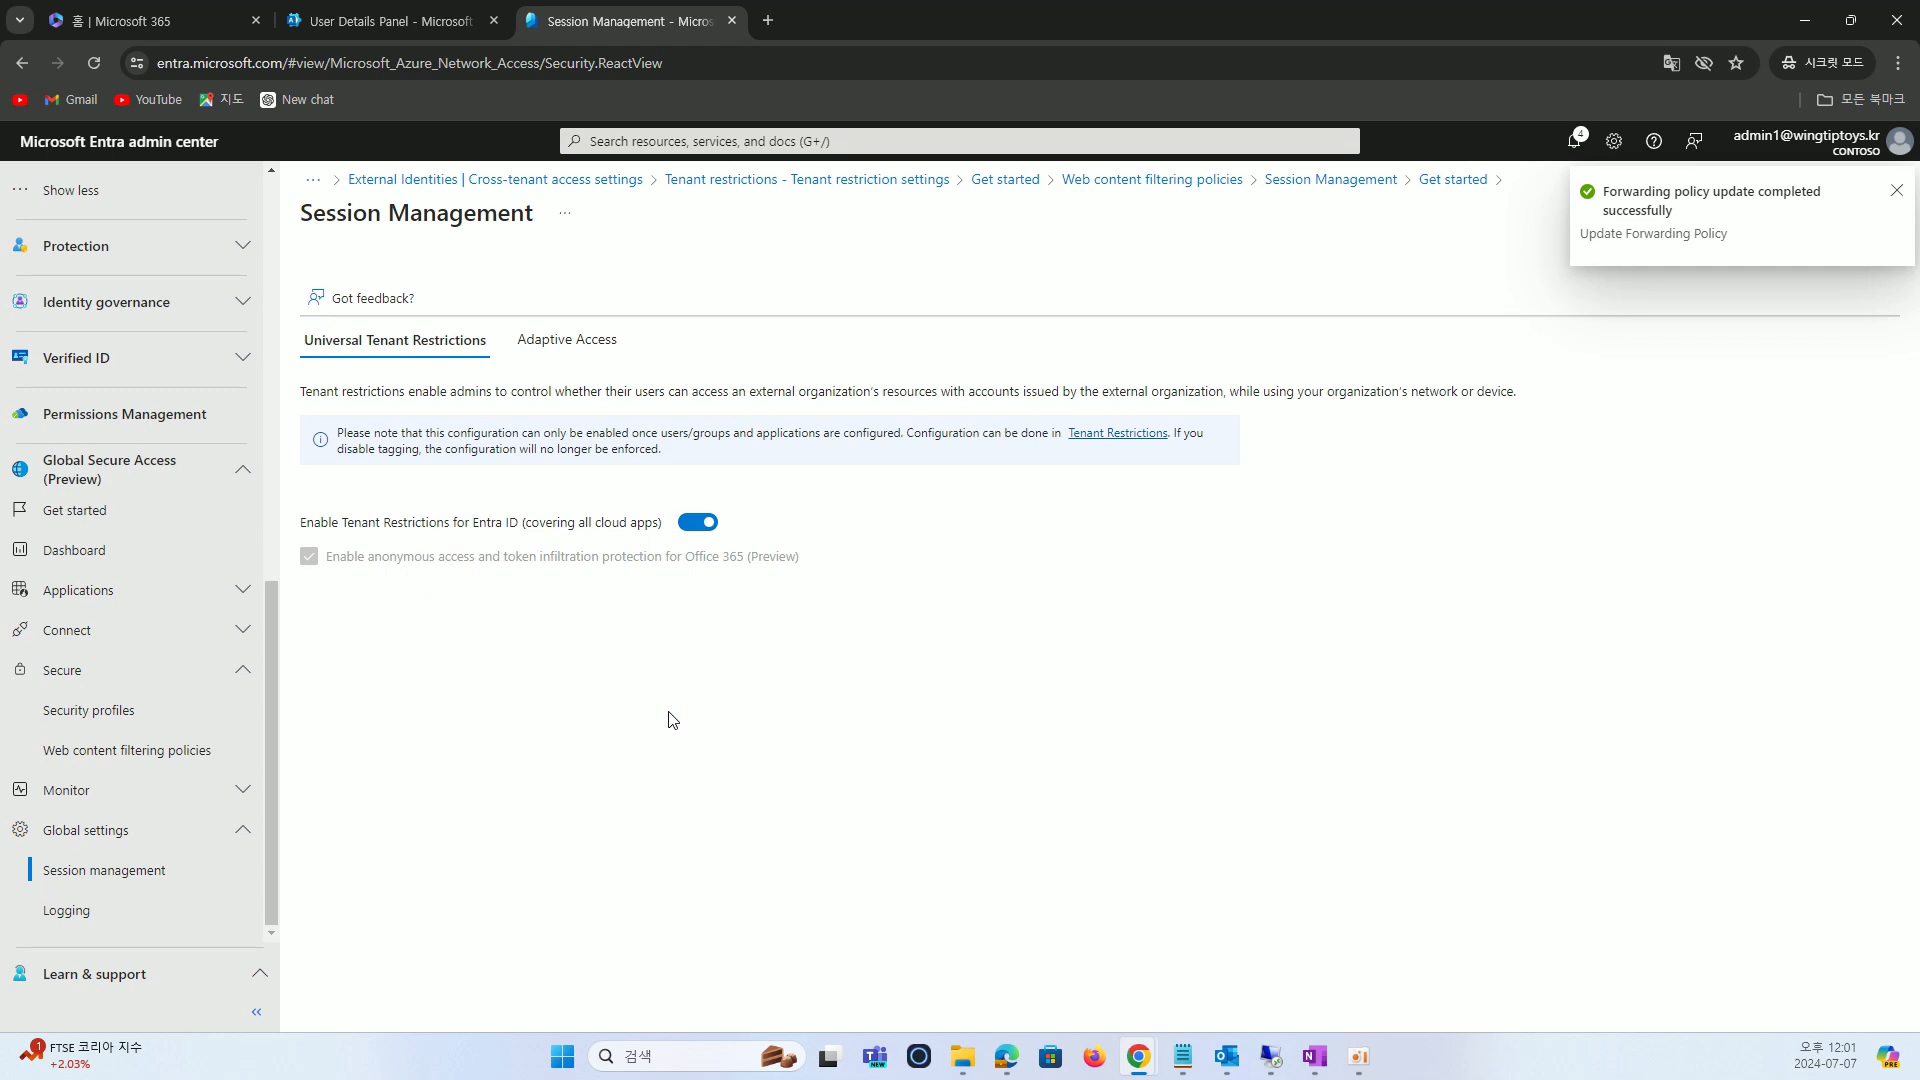 홈 | Microsoft 365
User Details Panel - Microsoft
Session Management - Micros
entra.microsoft.com/#view/Microsoft_Azure_Network_Access/Security.ReactView
시크릿 모드
Gmail
YouTube
지도
New chat
모든 북마크
Microsoft Entra admin center
Search resources, services, and docs (G+/)
4
admin1@wingtiptoys.kr
CONTOSO
Show less
Protection
Identity governance
Verified ID
Permissions Management
Global Secure Access
(Preview)
Get started
Dashboard
Applications
Connect
Secure
Security profiles
Web content filtering policies
Monitor
Global settings
Session management
Logging
Learn & support
... > External Identities | Cross-tenant access settings > Tenant restrictions - Tenant restriction settings > Get started > Web content filtering policies > Session Management > Get started >
Session Management ...
Forwarding policy update completed
successfully
Update Forwarding Policy
Got feedback?
Universal Tenant Restrictions
Adaptive Access
Tenant restrictions enable admins to control whether their users can access an external organization's resources with accounts issued by the external organization, while using your organization's network or device.
Please note that this configuration can only be enabled once users/groups and applications are configured. Configuration can be done in Tenant Restrictions. If you
disable tagging, the configuration will no longer be enforced.
Enable Tenant Restrictions for Entra ID (covering all cloud apps)
Enable anonymous access and token infiltration protection for Office 365 (Preview)
1
FTSE 코리아 지수
+2.03%
검색
NEW
오후 12:01
2024-07-07
PRE